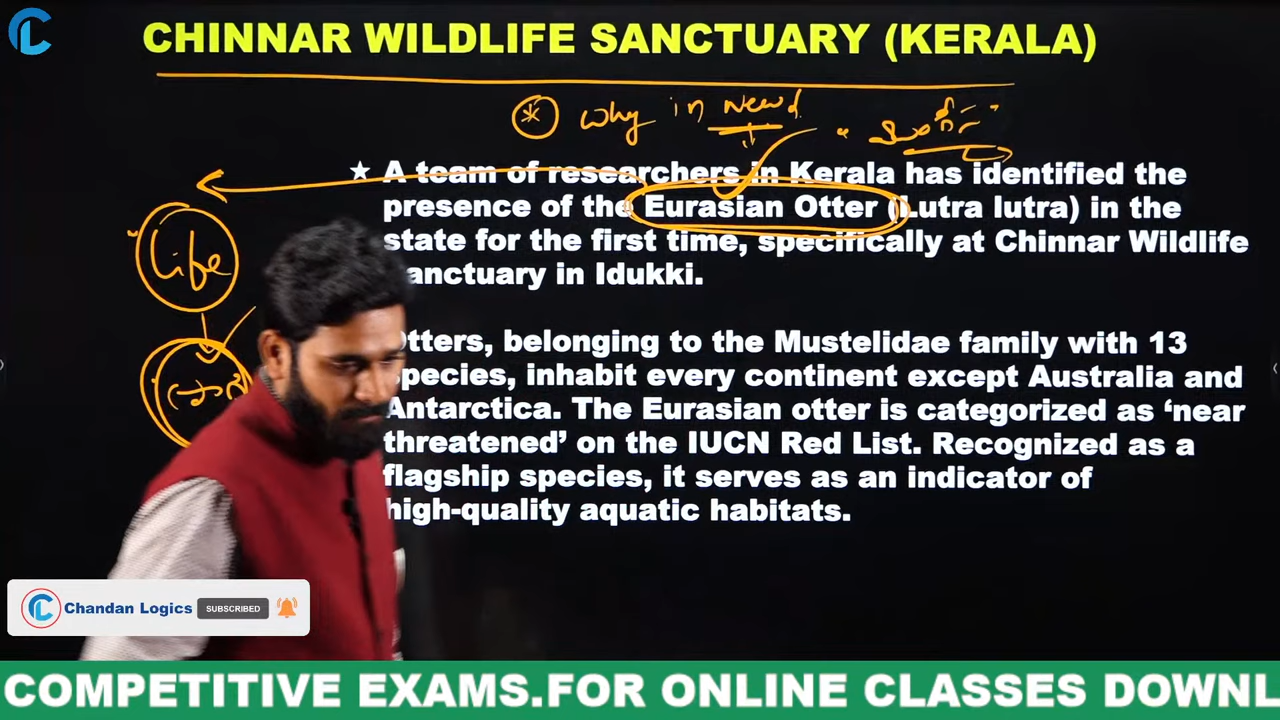 CHINNAR WILDLIFE SANCTUARY (KERALA)
* Why in New
★ A team of researchers in Kerala has identified the
presence of the Eurasian Otter (Lutra lutra) in the
state for the first time, specifically at Chinnar Wildlife
anctuary in Idukki.
Life
tters, belonging to the Mustelidae family with 13
species, inhabit every continent except Australia and
Antarctica. The Eurasian otter is categorized as ‘near
threatened’ on the IUCN Red List. Recognized as a
flagship species, it serves as an indicator of
high-quality aquatic habitats.
Chandan Logics SUBSCRIBED
COMPETITIVE EXAMS.FOR ONLINE CLASSES DOWNL